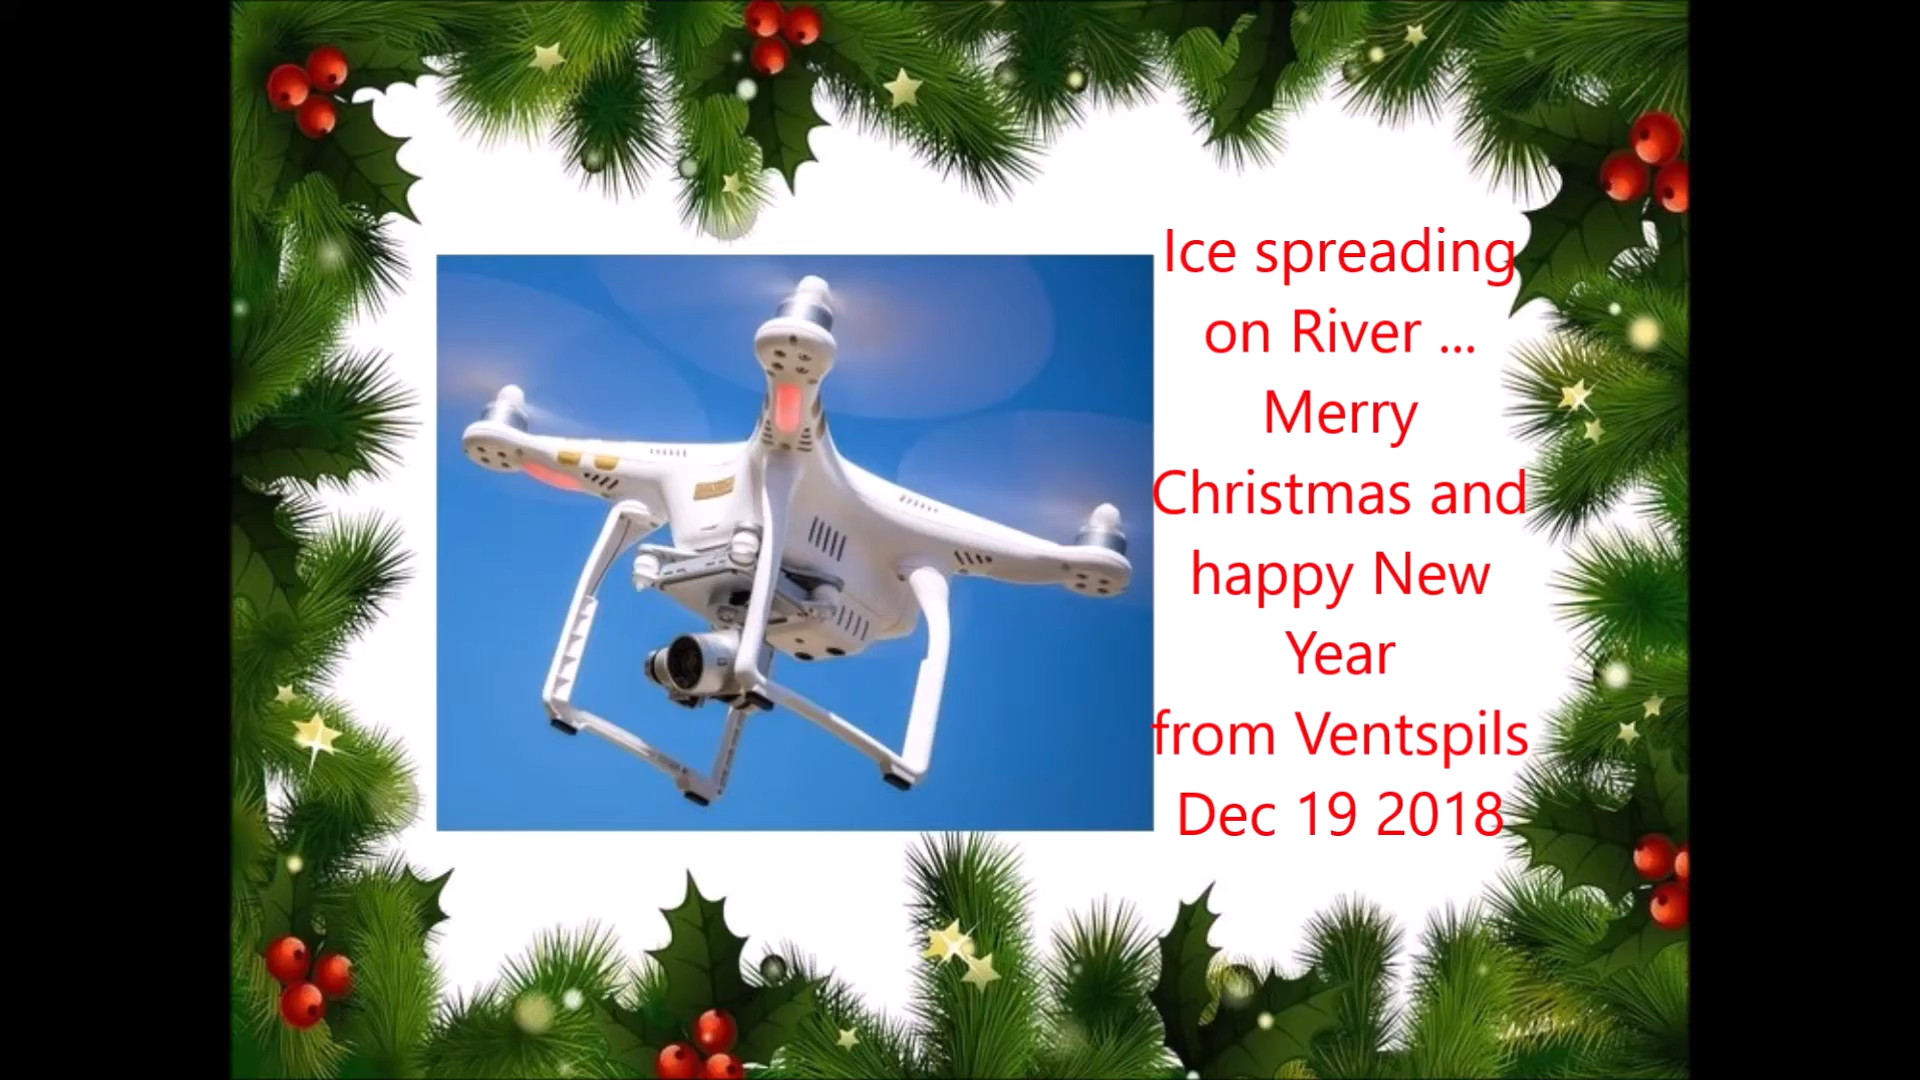 Ice spreading
on River ...
Merry
Christmas and
happy New
Year
from Ventspils
Dec 19 2018